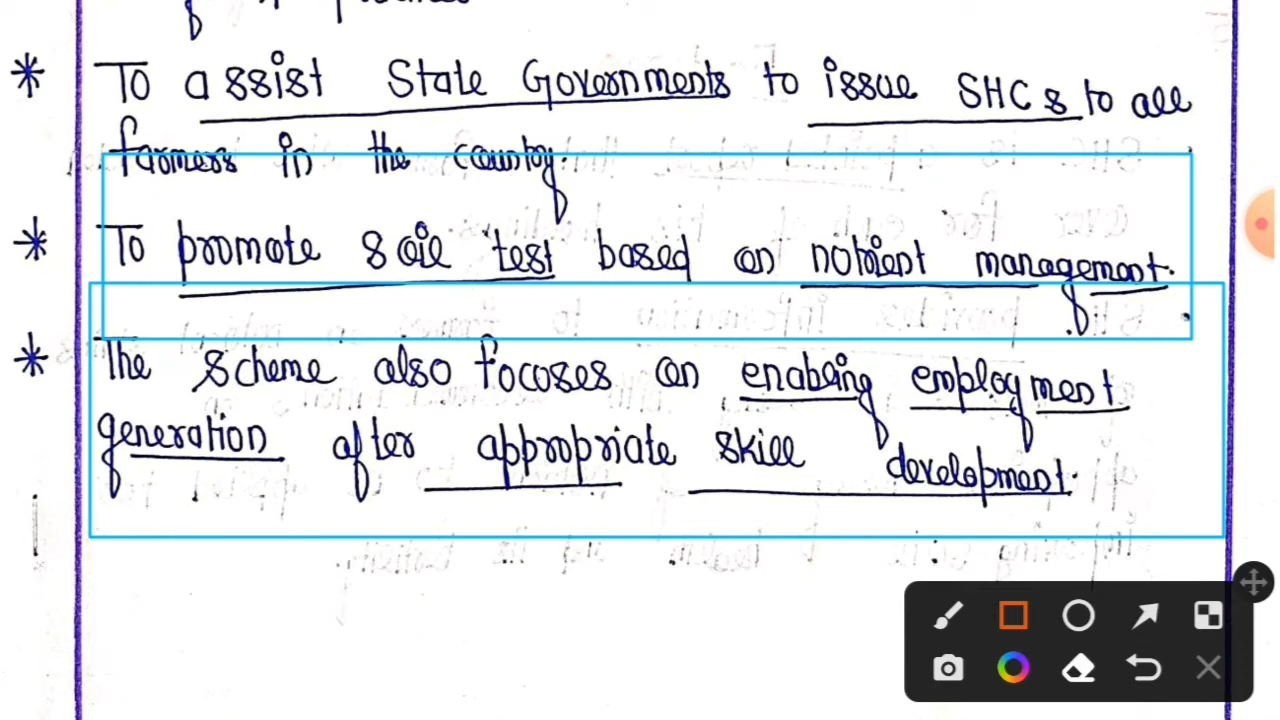 To assist State Governments to issue SHCs to all
farmers in the country.
To promote soil test based on nutrient management.
The scheme also focuses on enabling employment
generation after appropriate skill development.